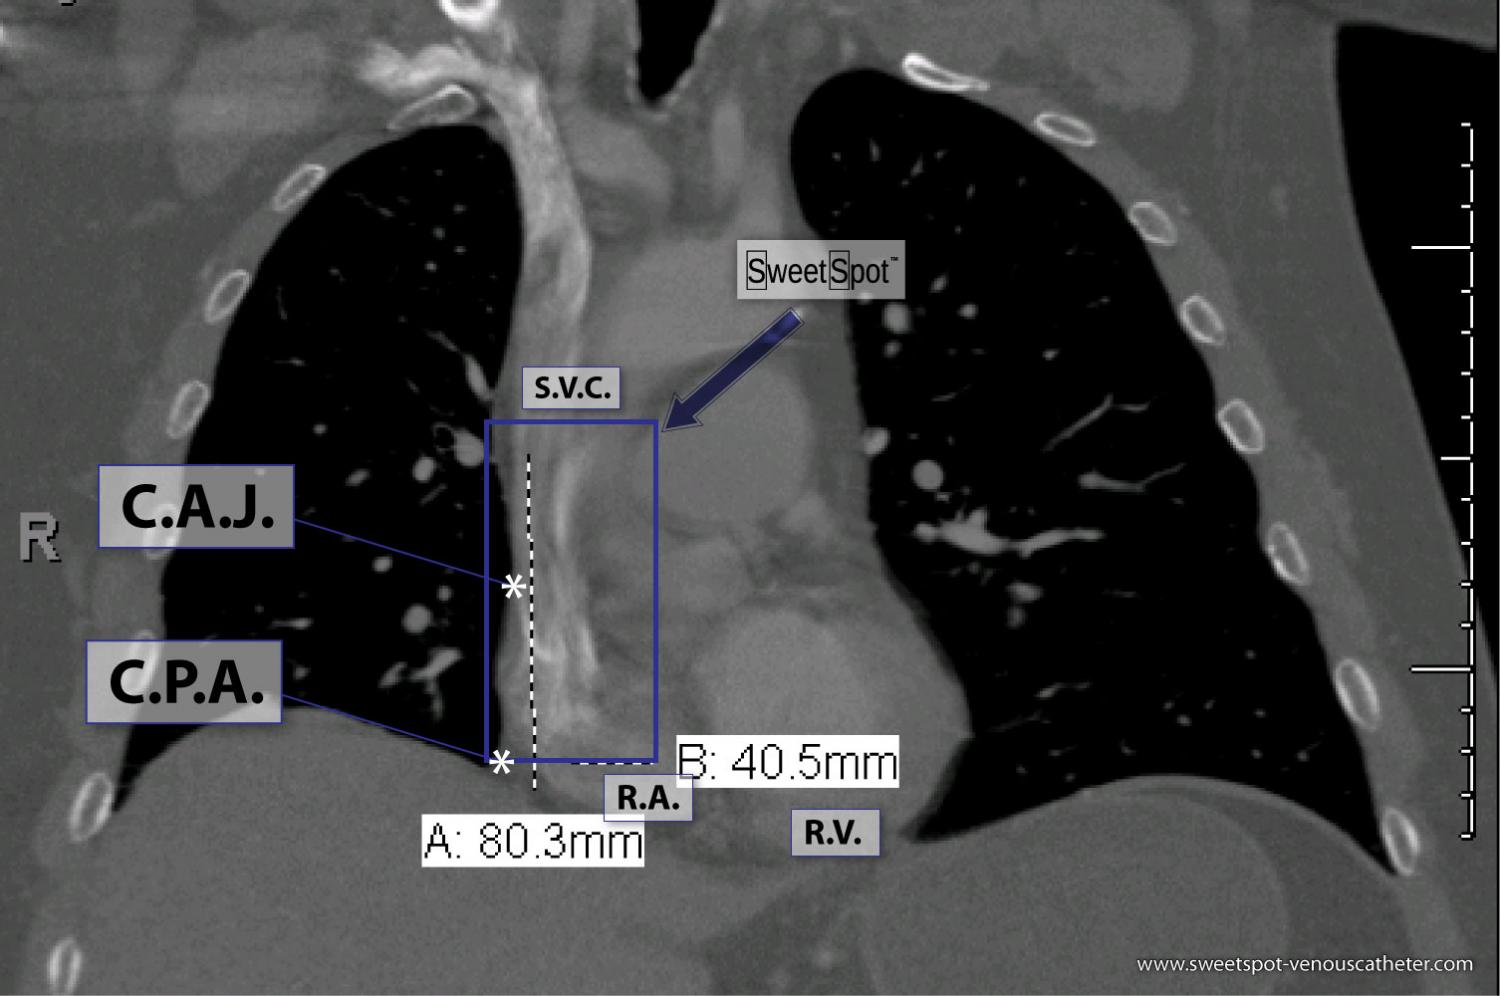 SweetSpot™
S.V.C.
C.A.J.
R
C.P.A.
B: 40.5mm
R.A.
A: 80.3mm
R.V.
www.sweetspot-venouscatheter.com